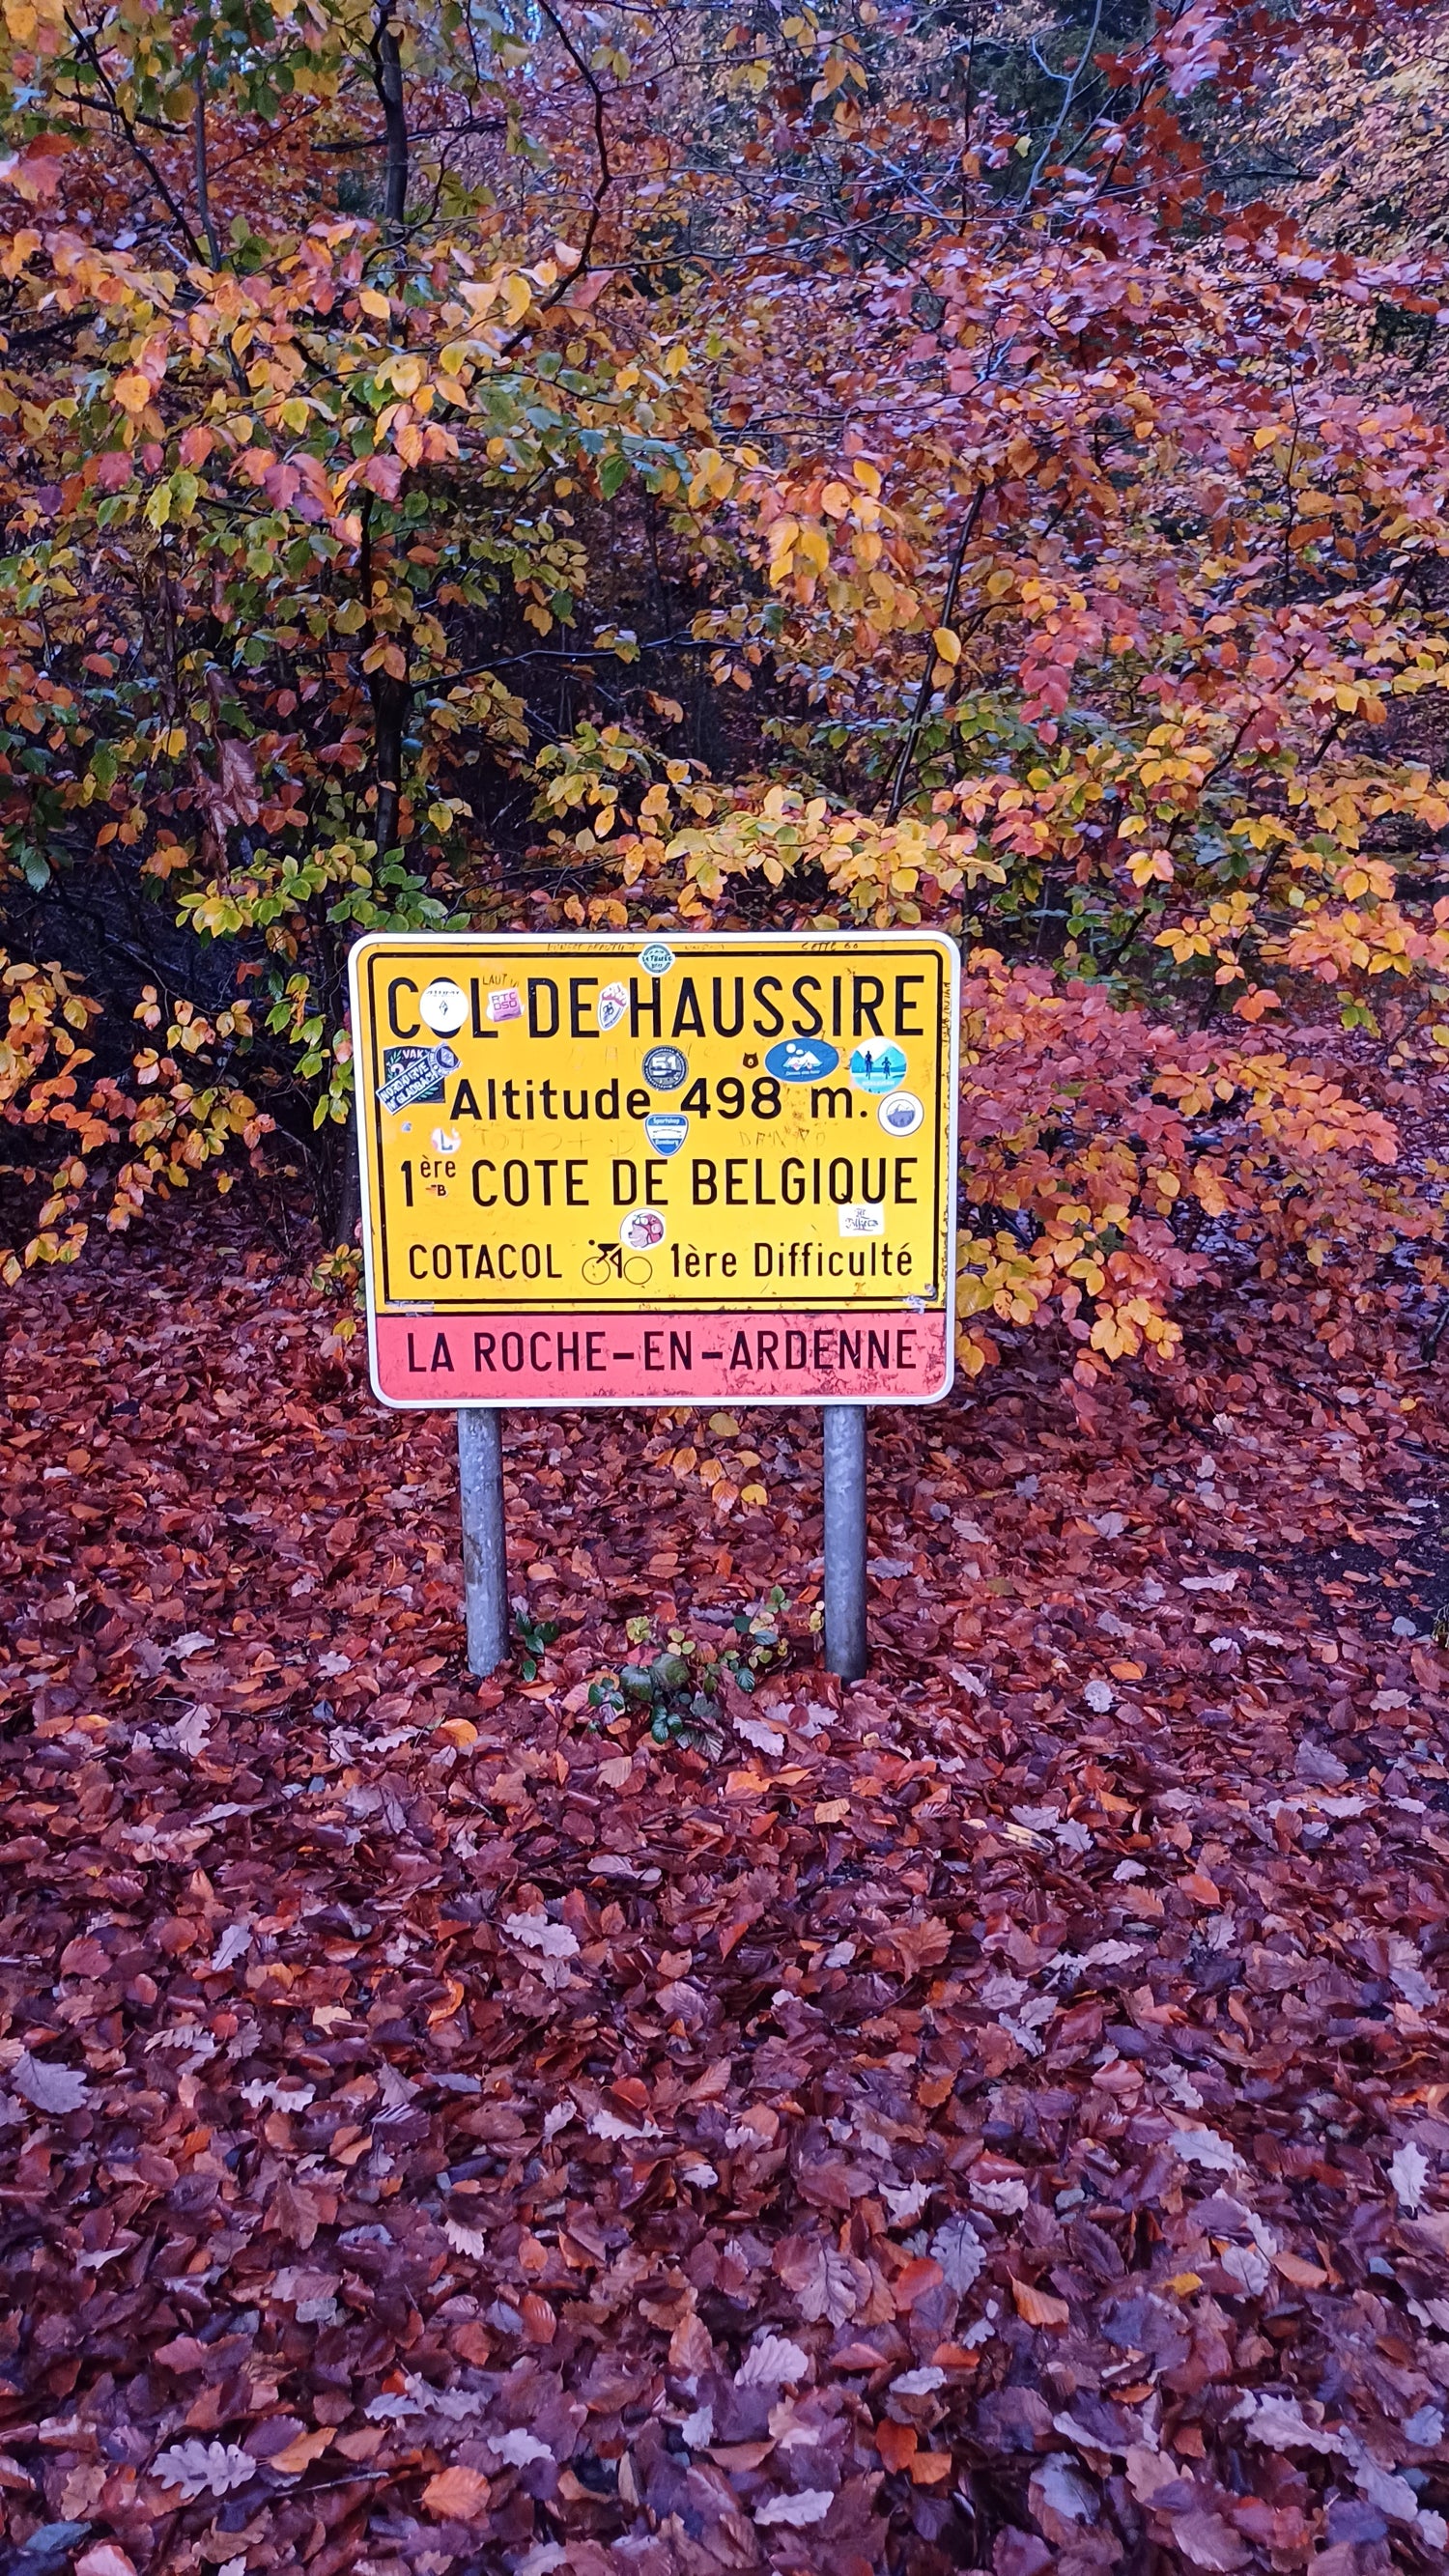 COL DE HAUSSIRE
Altitude 498 m.
1ère COTE DE BELGIQUE
COTACOL 1ère Difficulté
LA ROCHE-EN-ARDENNE